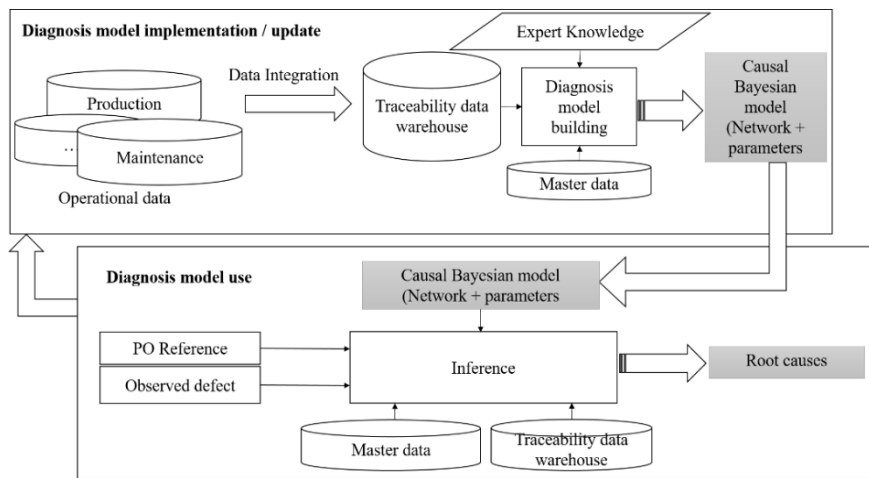 Diagnosis model implementation / update
Expert Knowledge
Production
...
Maintenance
Operational data
Data Integration
Traceability data
warehouse
Diagnosis
model
building
Master data
Causal
Bayesian
model
(Network +
parameters
Diagnosis model use
Causal Bayesian model
(Network + parameters
PO Reference
Observed defect
Inference
Root causes
Master data
Traceability data
warehouse